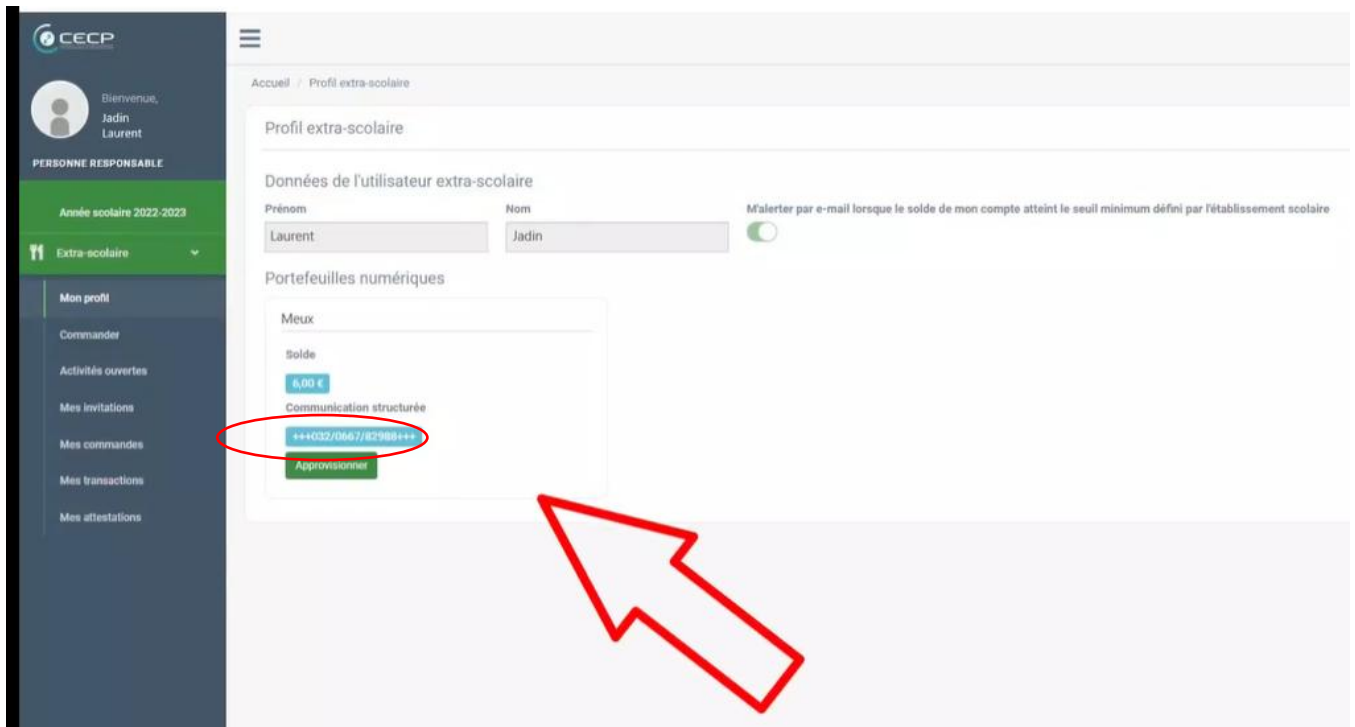 CECP
Bienvenue,
Jadin
Laurent
PERSONNE RESPONSABLE
Année scolaire 2022-2023
Extra-scolaire
Mon profil
Commander
Activités ouvertes
Mes invitations
Mes commandes
Mes transactions
Mes attestations
Accueil / Profil extra-scolaire
Profil extra-scolaire
Données de l'utilisateur extra-scolaire
Prénom
Laurent
Nom
Jadin
M'alerter par e-mail lorsque le solde de mon compte atteint le seuil minimum défini par l'établissement scolaire
Portefeuilles numériques
Meux
Solde
6,00 €
Communication structurée
+++032/0667/82988+++
Approvisionner